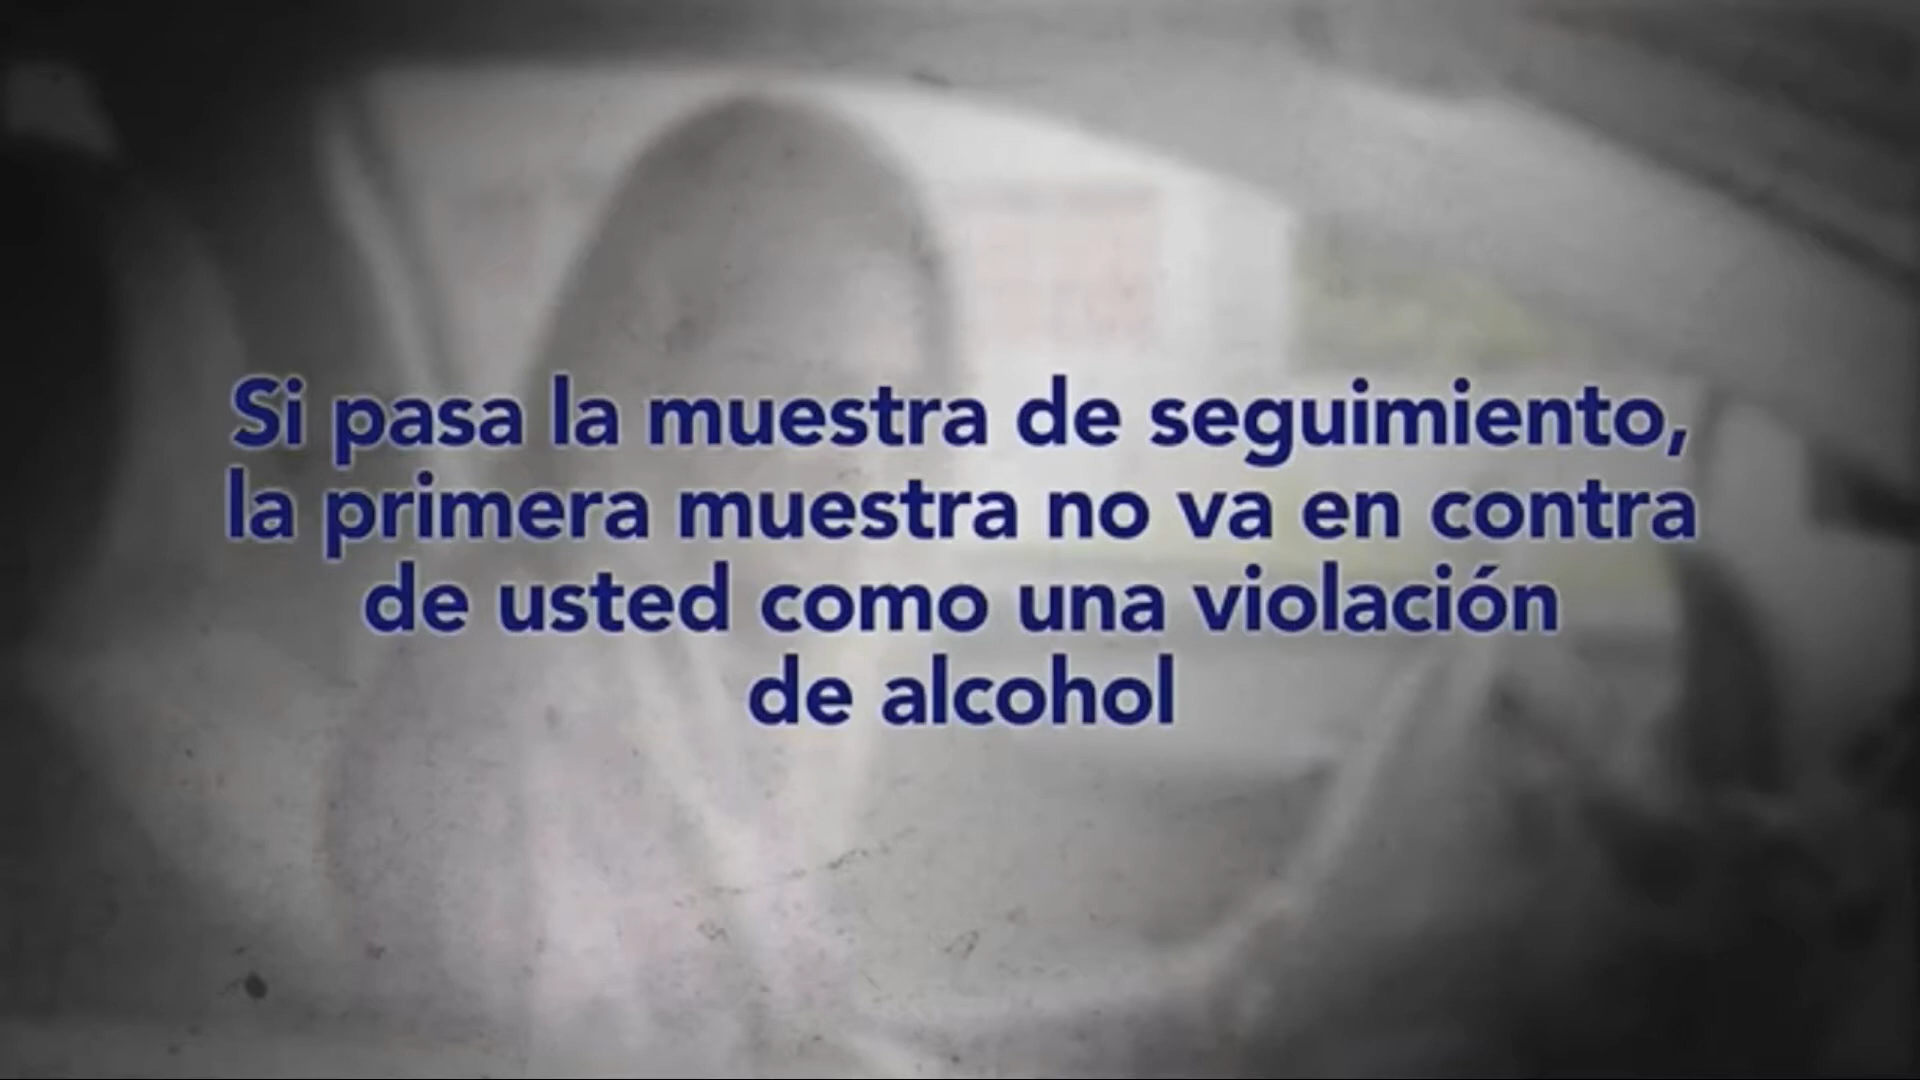 Si pasa la muestra de seguimiento,
la primera muestra no va en contra
de usted como una violación
de alcohol